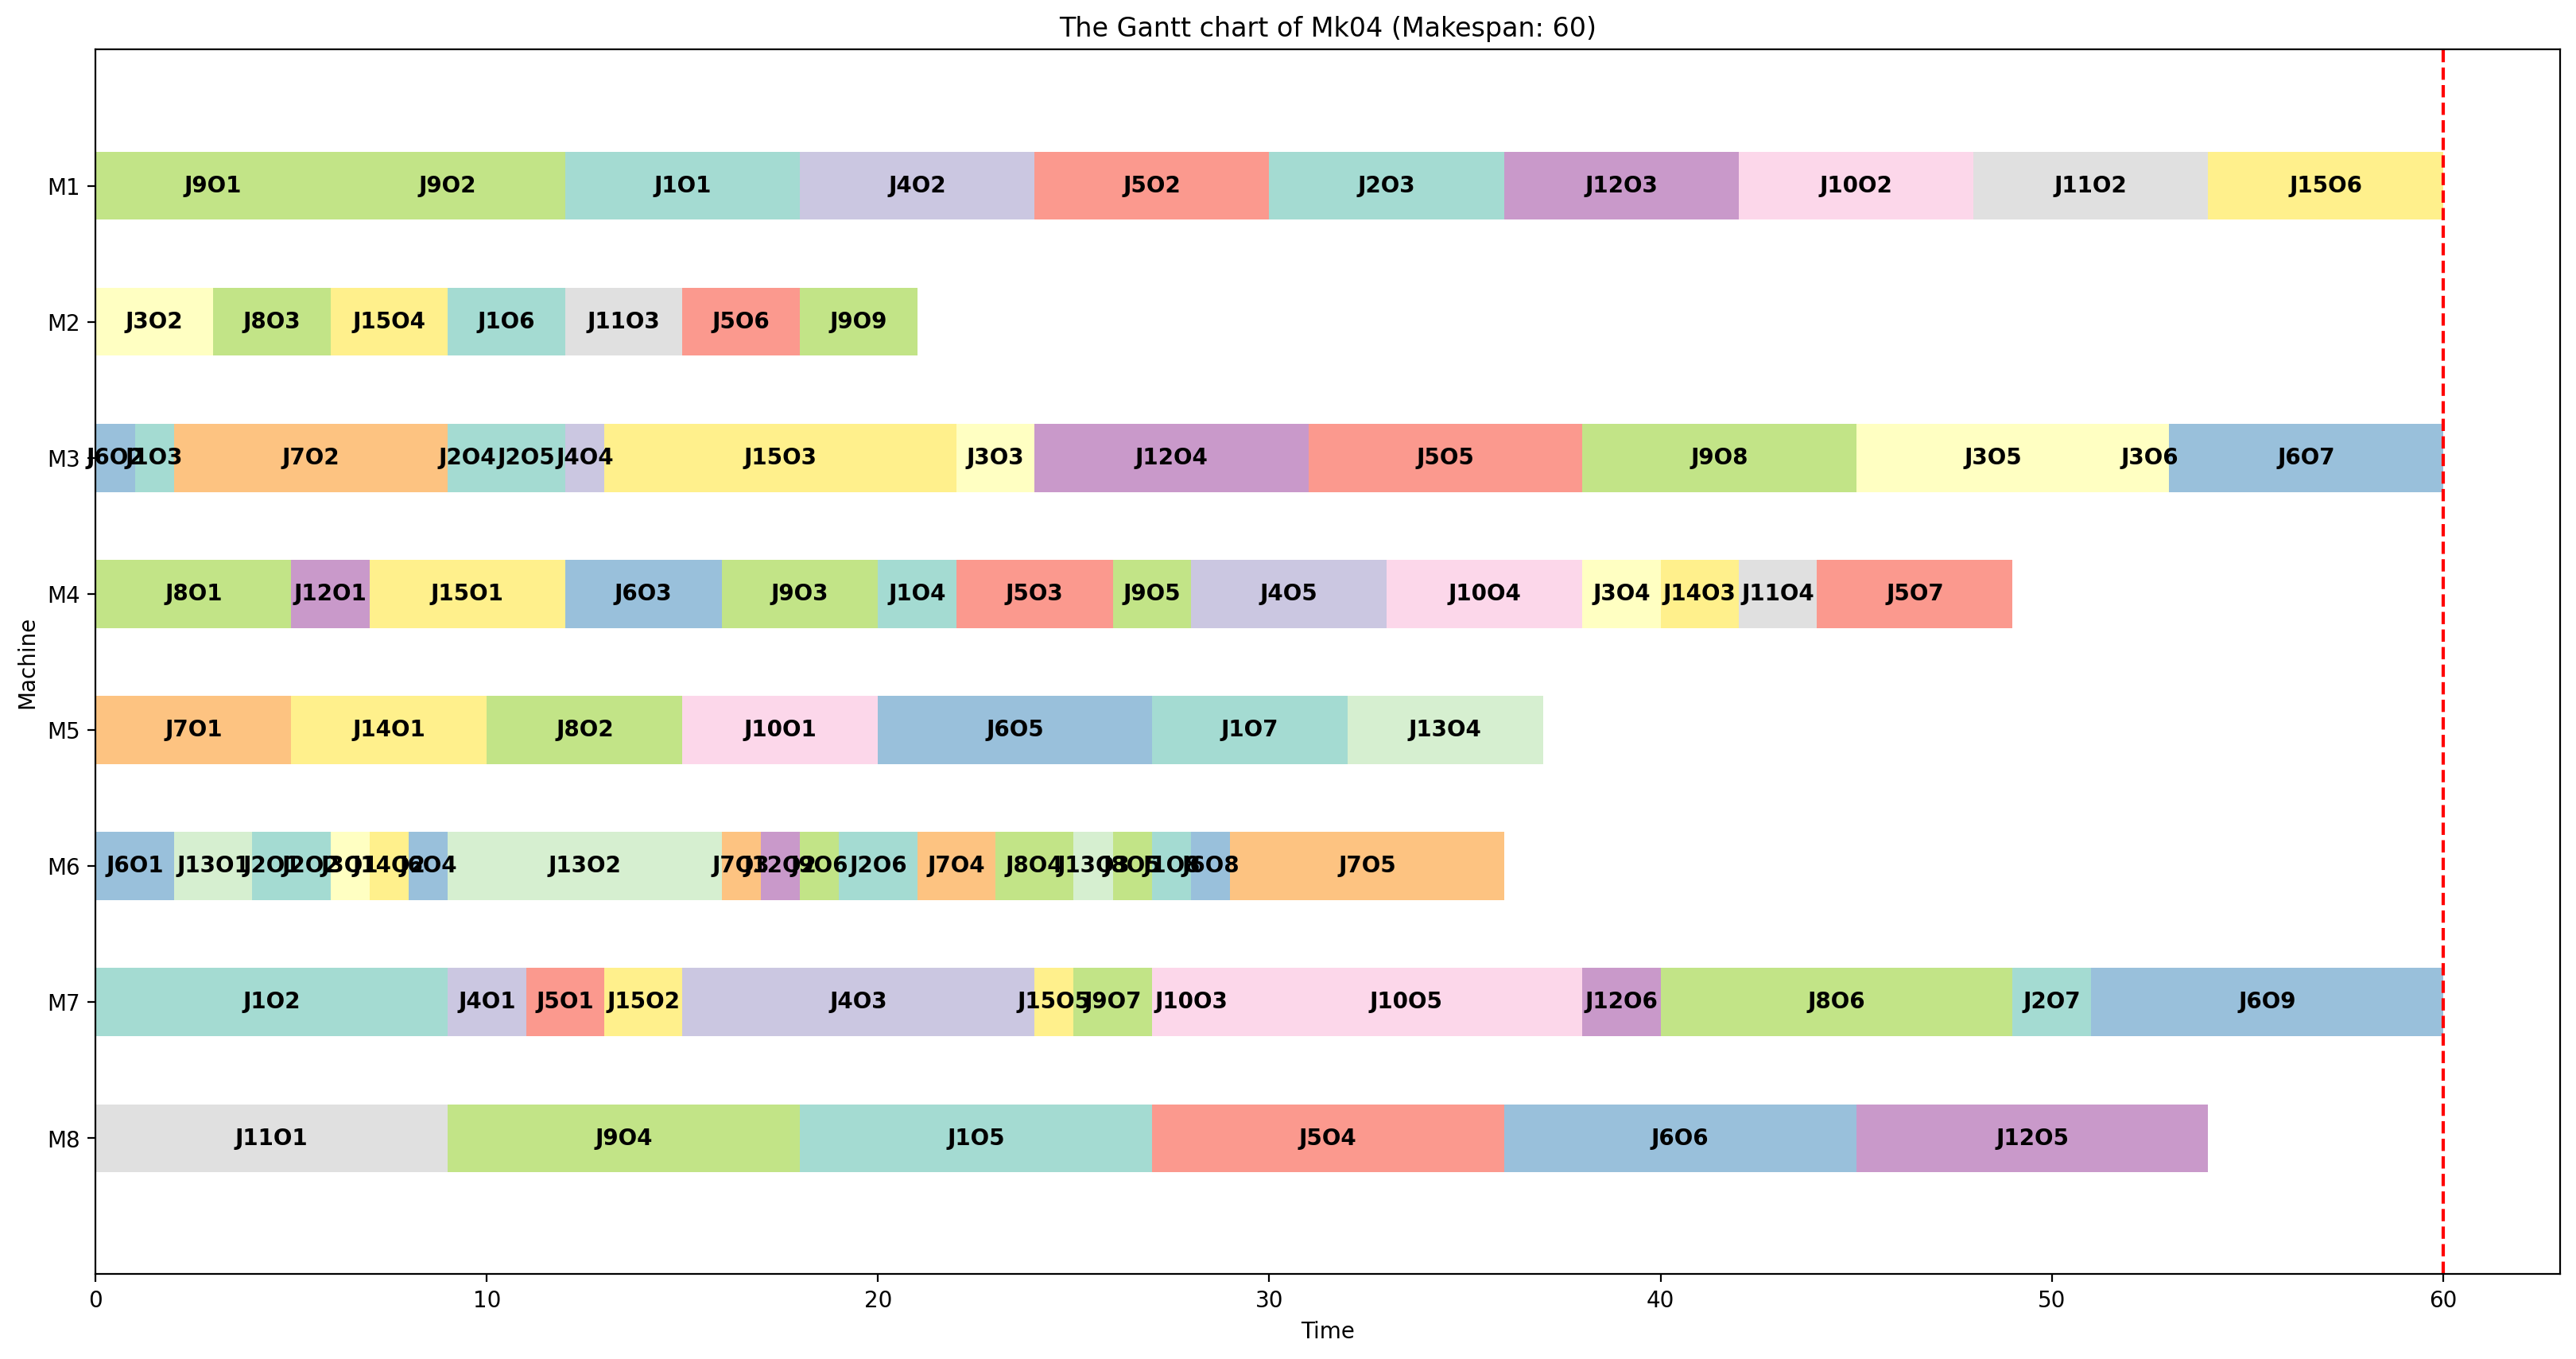 The Gantt chart of Mk04 (Makespan: 60)
M1 J9O1 J9O2 J1O1 J4O2 J5O2 J2O3 J12O3 J10O2 J11O2 J15O6
M2 J3O2 J8O3 J15O4 J1O6 J11O3 J5O6 J9O9
M3 J6O2 J1O3 J7O2 J2O4 J2O5 J4O4 J15O3 J3O3 J12O4 J5O5 J9O8 J3O5 J3O6 J6O7
M4 J8O1 J12O1 J15O1 J6O3 J9O3 J1O4 J5O3 J9O5 J4O5 J10O4 J3O4 J14O3 J11O4 J5O7
Machine
M5 J7O1 J14O1 J8O2 J10O1 J6O5 J1O7 J13O4
M6 J6O1 J13O1 J2O1 J2O2 J3O1 J14O2 J6O4 J13O2 J7O3 J12O2 J9O6 J2O6 J7O4 J8O4 J13O3 J8O5 J1O8 J6O8 J7O5
M7 J1O2 J4O1 J5O1 J15O2 J4O3 J15O5 J9O7 J10O3 J10O5 J12O6 J8O6 J2O7 J6O9
M8 J11O1 J9O4 J1O5 J5O4 J6O6 J12O5
0 10 20 30 40 50 60
Time